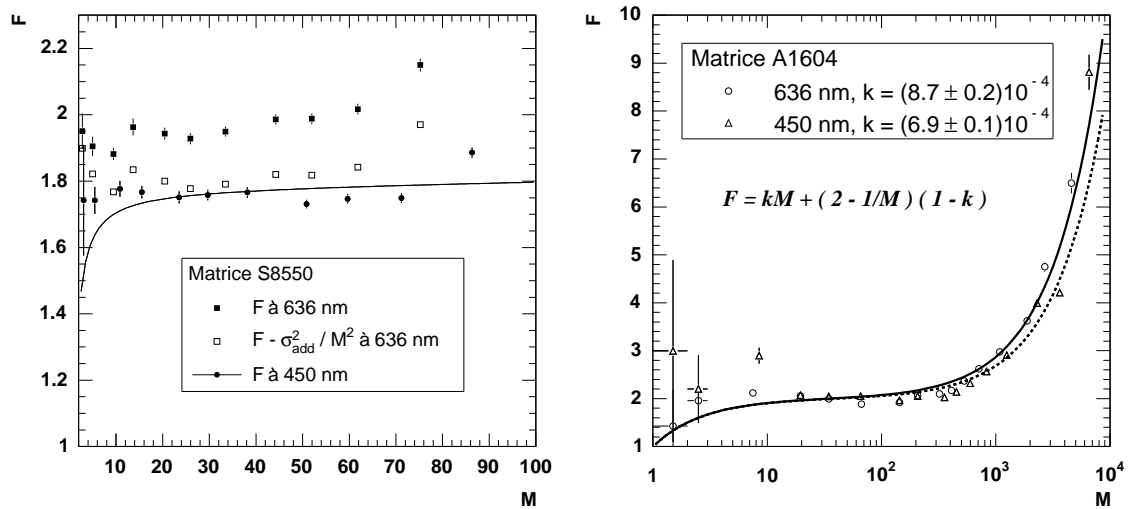 F
2.2
2
1.8
1.6
1.4
1.2
1
10 20 30 40 50 60 70 80 90 100
M
Matrice S8550
F à 636 nm
F - σ²add / M² à 636 nm
F à 450 nm
F
10
9
8
7
6
5
4
3
2
1
1 10 10² 10³ 10⁴
M
Matrice A1604
636 nm, k = (8.7 ± 0.2)10⁻⁴
450 nm, k = (6.9 ± 0.1)10⁻⁴
F = kM + ( 2 - 1/M ) ( 1 - k )